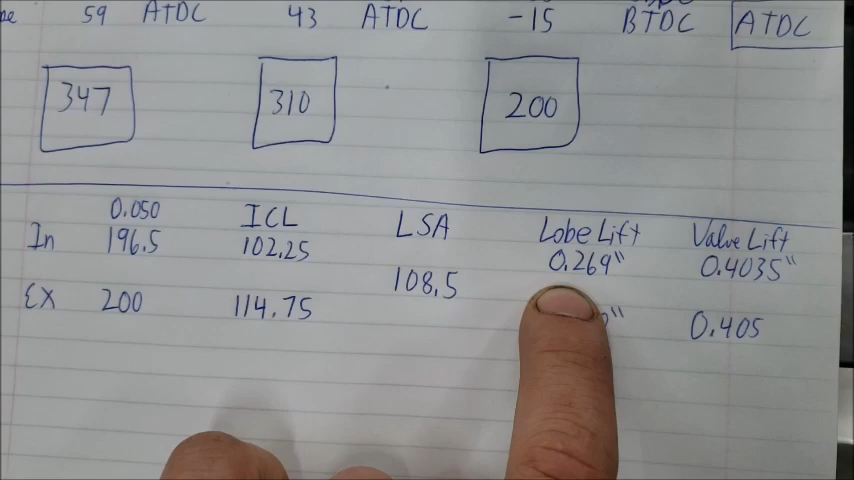 59 ATDC 43 ATDC -15 BTDC ATDC
347 310 200
0.050 ICL LSA Lobe Lift Valve Lift
In 196.5 102.25 0.269" 0.4035"
108.5
EX 200 114.75 0.405